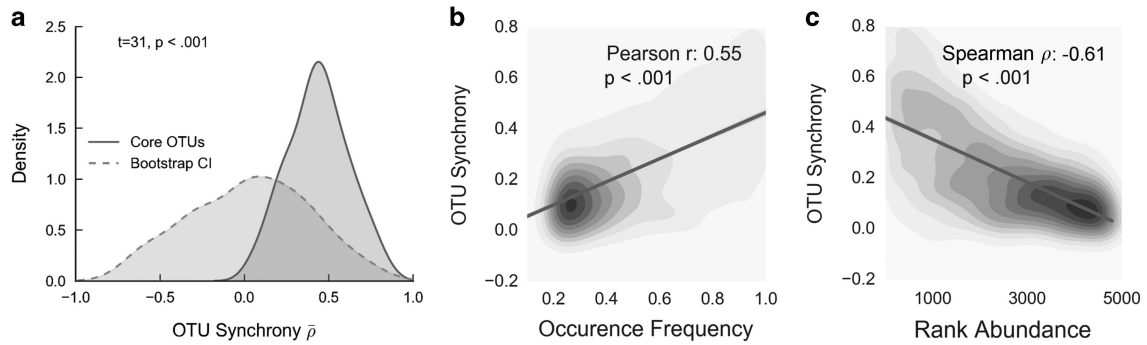 a
t=31, p < .001
Density
2.5
2.0
1.5
1.0
0.5
0.0
Core OTUs
Bootstrap CI
−1.0 −0.5 0.0 0.5 1.0
OTU Synchrony ρ̄
b
Pearson r: 0.55
p < .001
OTU Synchrony
0.8
0.6
0.4
0.2
0.0
−0.2
0.2 0.4 0.6 0.8 1.0
Occurence Frequency
c
Spearman ρ: -0.61
p < .001
OTU Synchrony
0.8
0.6
0.4
0.2
0.0
−0.2
1000 3000 5000
Rank Abundance